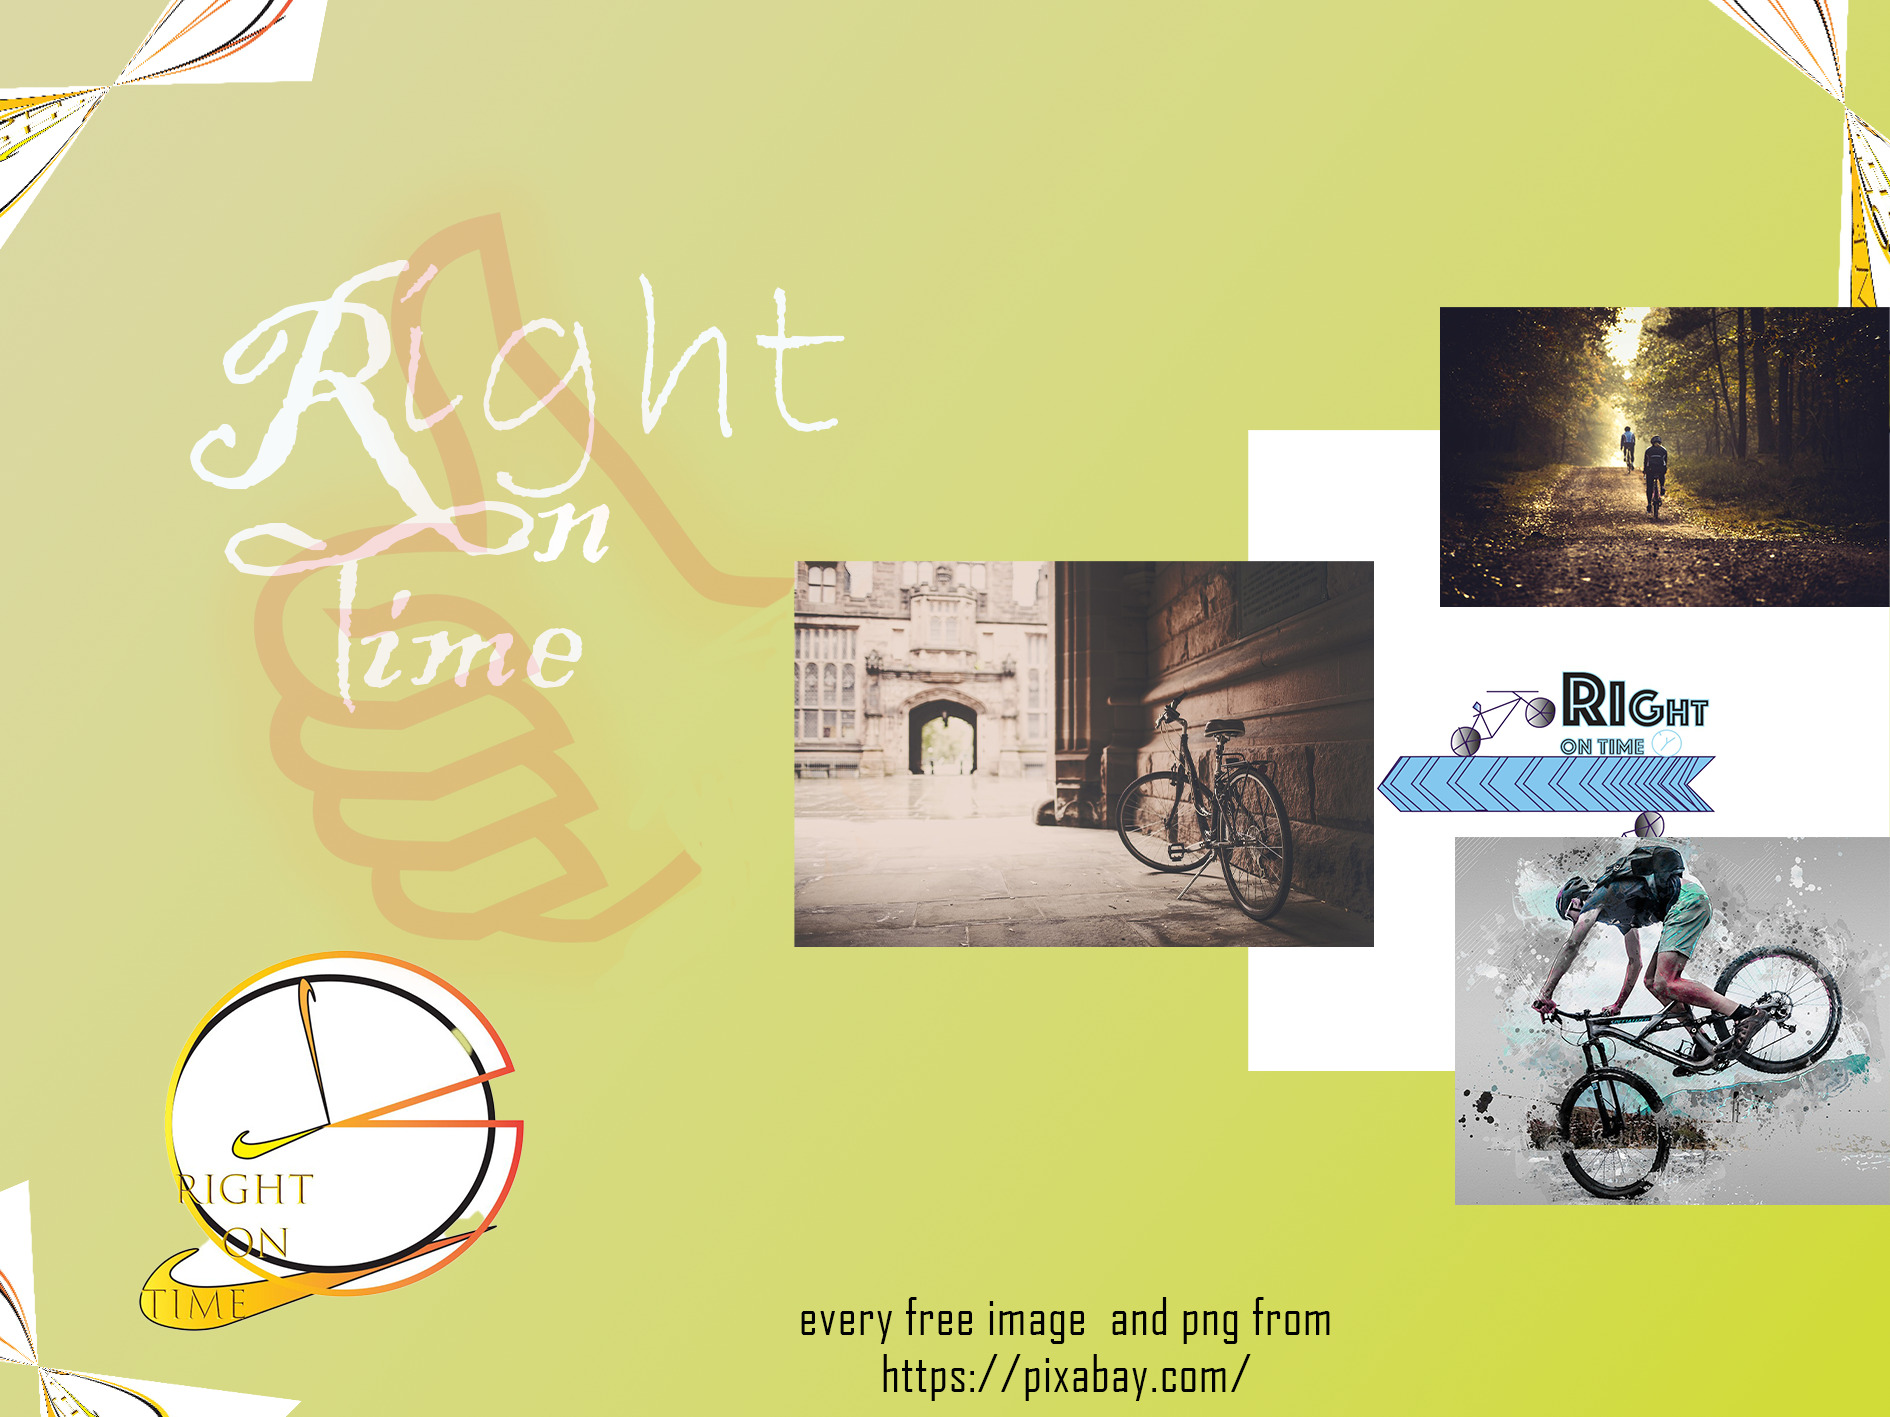 Right
On
Time
RIGHT
ON TIME
RIGHT
ON
TIME
every free image and png from
https://pixabay.com/